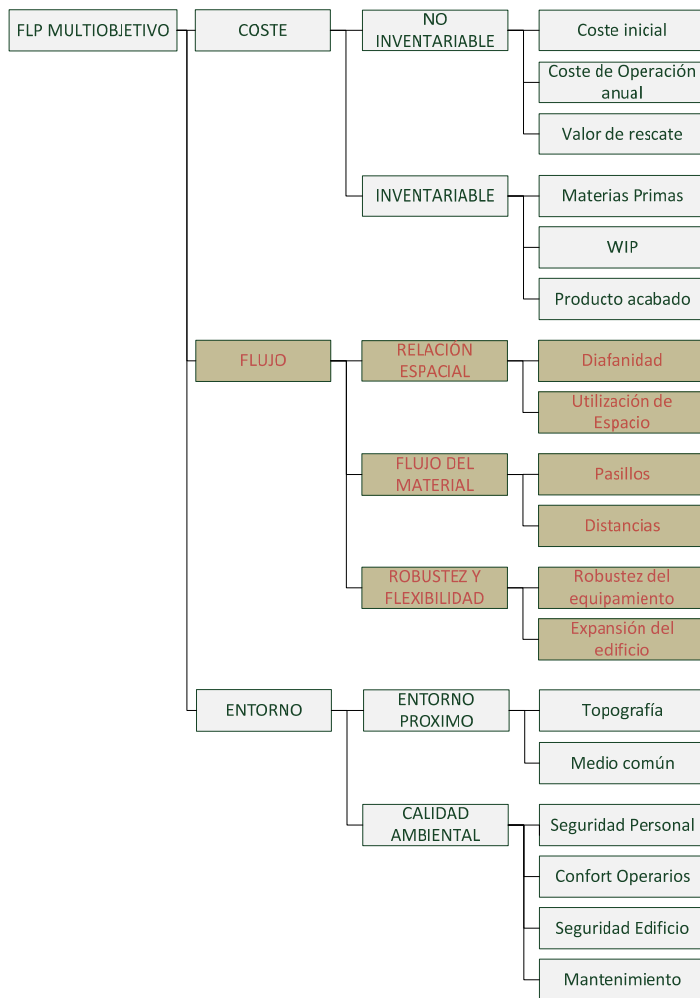 FLP MULTIOBJETIVO
COSTE
NO
INVENTARIABLE
Coste inicial
Coste de Operación
anual
Valor de rescate
INVENTARIABLE
Materias Primas
WIP
Producto acabado
FLUJO
RELACIÓN
ESPACIAL
Diafanidad
Utilización de
Espacio
FLUJO DEL
MATERIAL
Pasillos
Distancias
ROBUSTEZ Y
FLEXIBILIDAD
Robustez del
equipamiento
Expansión del
edificio
ENTORNO
ENTORNO
PROXIMO
Topografía
Medio común
CALIDAD
AMBIENTAL
Seguridad Personal
Confort Operarios
Seguridad Edificio
Mantenimiento